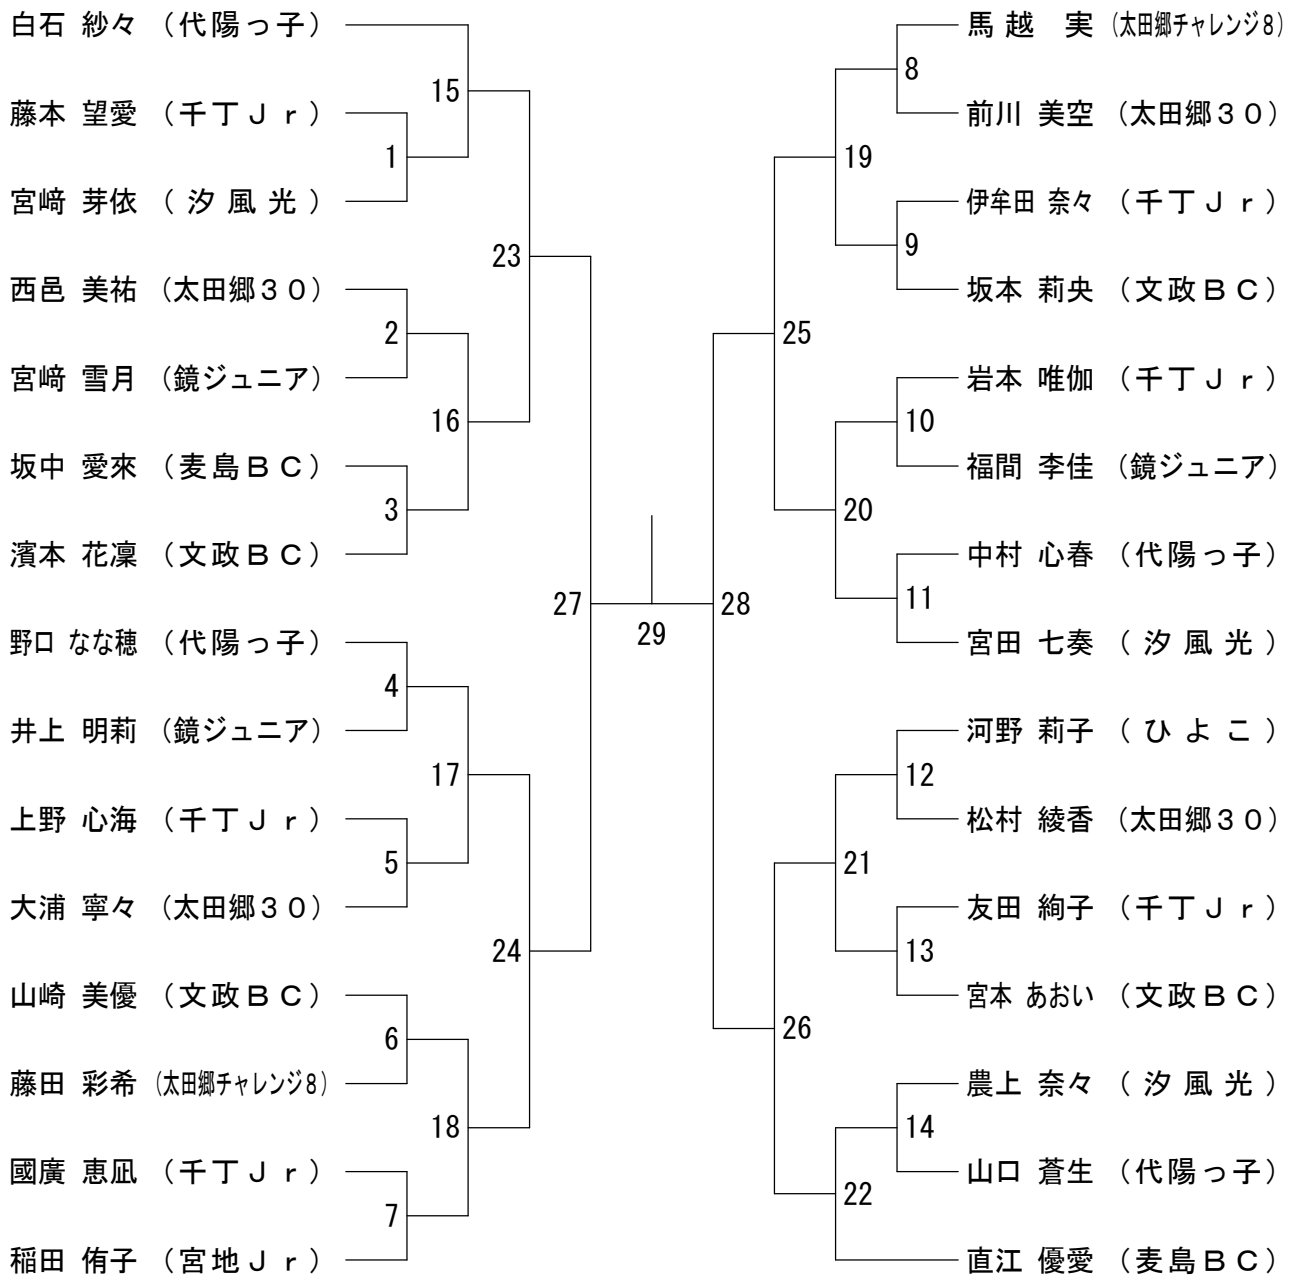 白石 紗々 （代陽っ子）
藤本 望愛 （千丁Ｊｒ）
宮﨑 芽依 （汐風光）
西邑 美祐 （太田郷３０）
宮﨑 雪月 （鏡ジュニア）
坂中 愛來 （麦島ＢＣ）
濱本 花凜 （文政ＢＣ）
野口 なな穂 （代陽っ子）
井上 明莉 （鏡ジュニア）
上野 心海 （千丁Ｊｒ）
大浦 寧々 （太田郷３０）
山崎 美優 （文政ＢＣ）
藤田 彩希 （太田郷チャレンジ８）
國廣 恵凪 （千丁Ｊｒ）
稲田 侑子 （宮地Ｊｒ）
1
2
3
4
5
6
7
15
16
17
18
23
24
27
29
28
25
26
19
20
21
22
8
9
10
11
12
13
14
馬越 実 （太田郷チャレンジ８）
前川 美空 （太田郷３０）
伊牟田 奈々 （千丁Ｊｒ）
坂本 莉央 （文政ＢＣ）
岩本 唯伽 （千丁Ｊｒ）
福間 李佳 （鏡ジュニア）
中村 心春 （代陽っ子）
宮田 七奏 （汐風光）
河野 莉子 （ひよこ）
松村 綾香 （太田郷３０）
友田 絢子 （千丁Ｊｒ）
宮本 あおい （文政ＢＣ）
農上 奈々 （汐風光）
山口 蒼生 （代陽っ子）
直江 優愛 （麦島ＢＣ）